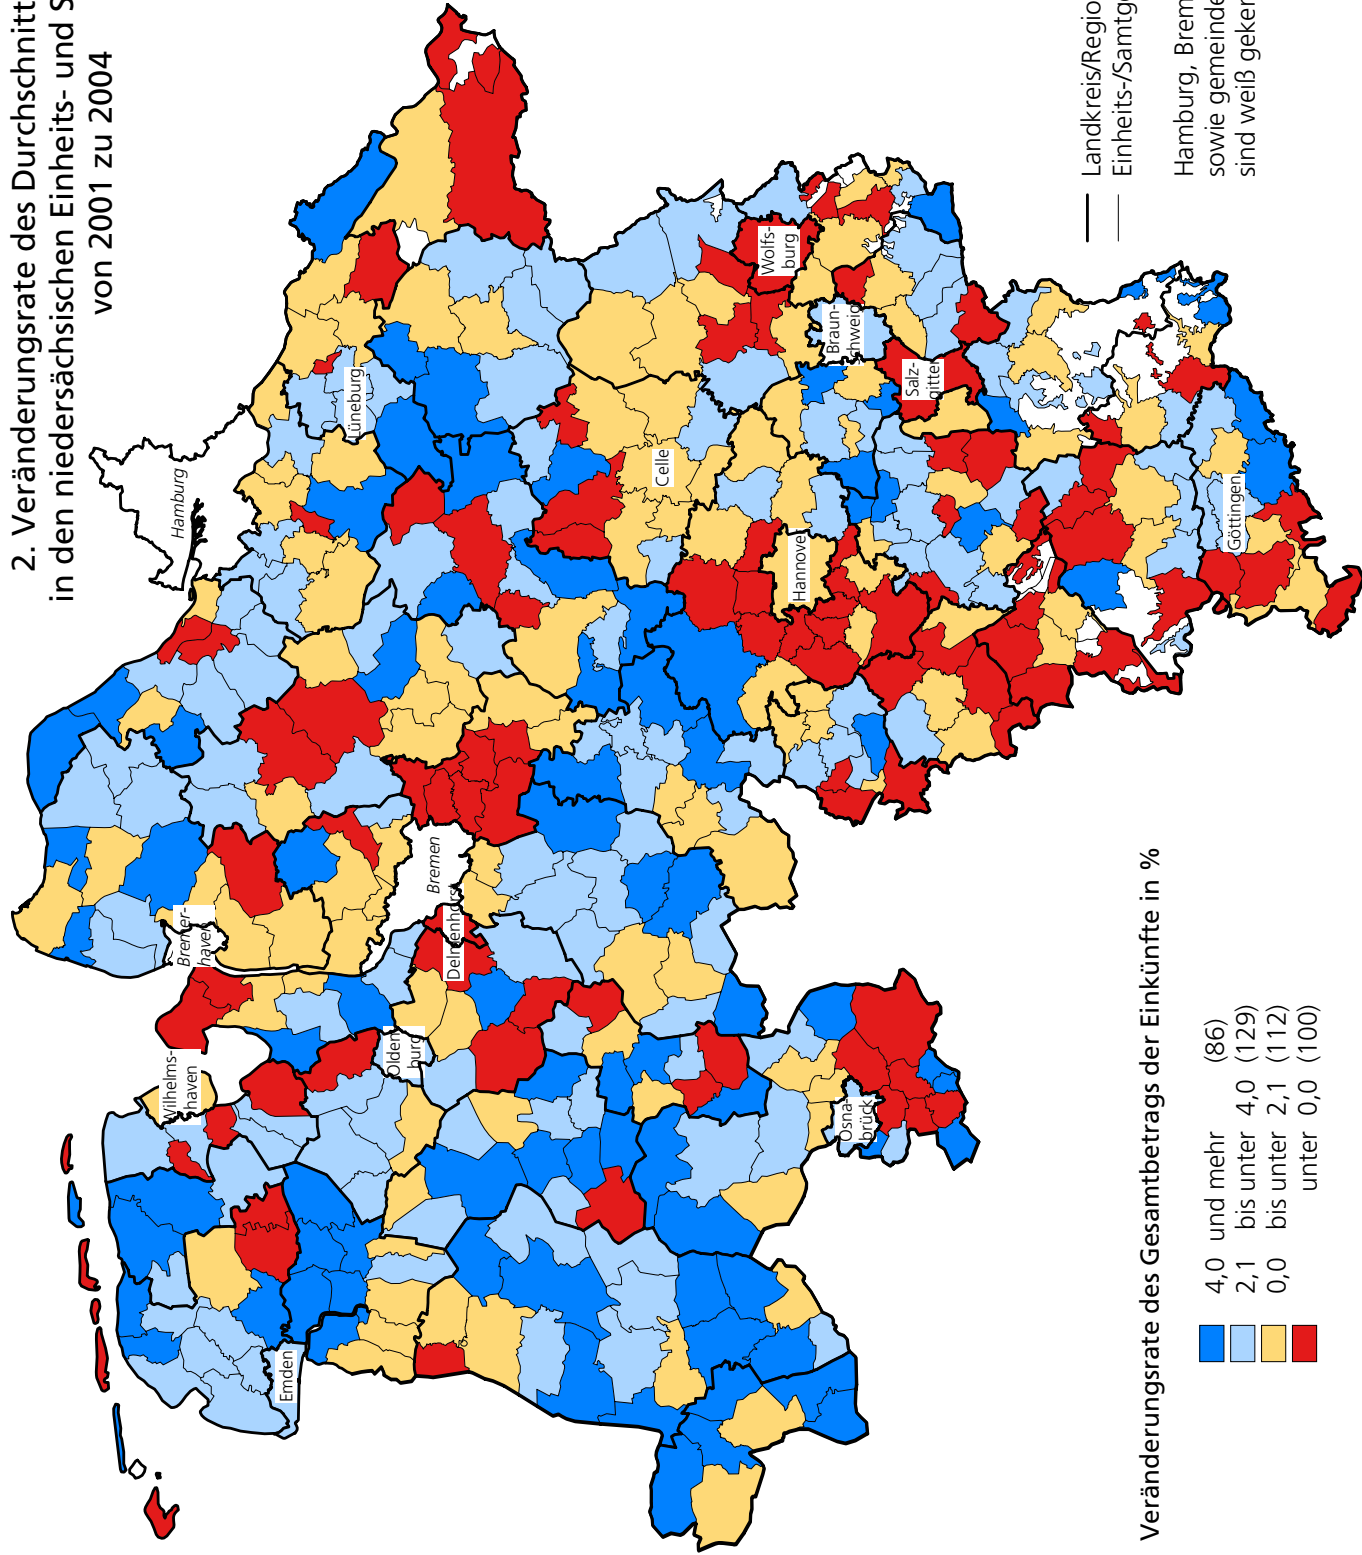 2. Veränderungsrate des Durchschnitt
in den niedersächsischen Einheits- und S
von 2001 zu 2004
Hamburg
Lüneburg
Celle
Wolfs-
burg
Braun-
schweig
Salz-
gitter
Hannover
Göttingen
Bremen
Bremer-
haven
Delmenhorst
Olden-
burg
Wilhelms-
haven
Emden
Osna-
brück
Landkreis/Regio
Einheits-/Samtge
Hamburg, Brem
sowie gemeinde
sind weiß geken
Veränderungsrate des Gesamtbetrags der Einkünfte in %
4,0 und mehr (86)
2,1 bis unter 4,0 (129)
0,0 bis unter 2,1 (112)
unter 0,0 (100)